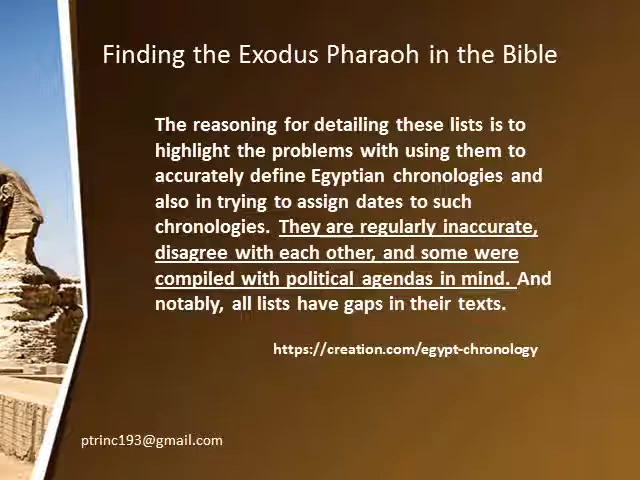 Finding the Exodus Pharaoh in the Bible
The reasoning for detailing these lists is to
highlight the problems with using them to
accurately define Egyptian chronologies and
also in trying to assign dates to such
chronologies. They are regularly inaccurate,
disagree with each other, and some were
compiled with political agendas in mind. And
notably, all lists have gaps in their texts.
https://creation.com/egypt-chronology
ptrinc193@gmail.com